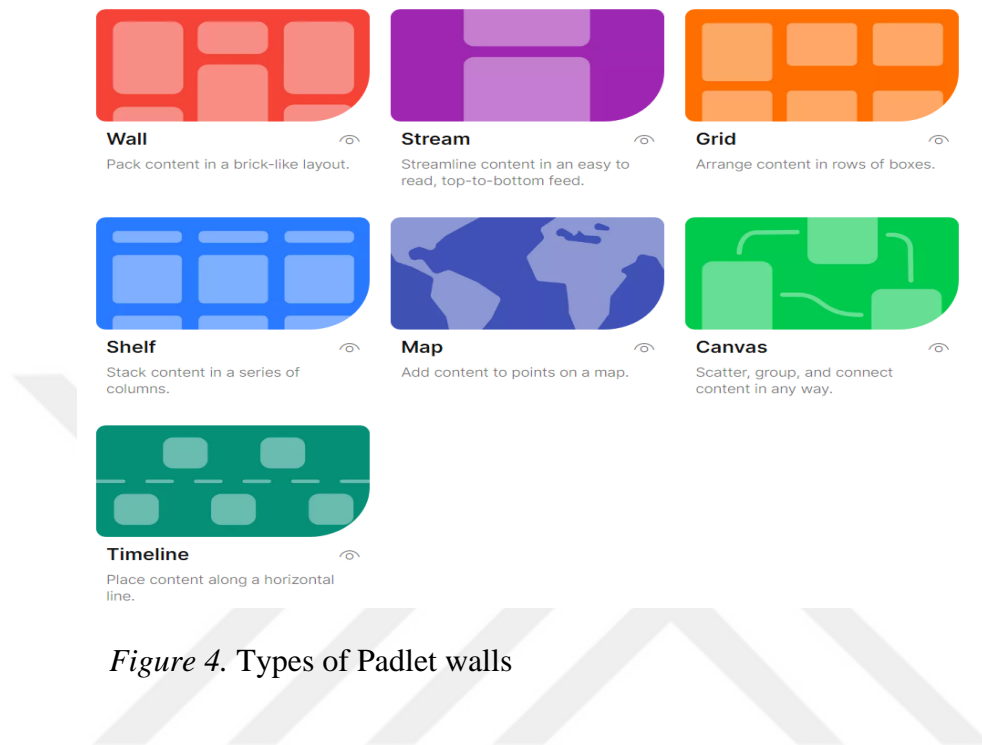 Wall
Pack content in a brick-like layout.
Stream
Streamline content in an easy to
read, top-to-bottom feed.
Grid
Arrange content in rows of boxes.
Shelf
Stack content in a series of
columns.
Map
Add content to points on a map.
Canvas
Scatter, group, and connect
content in any way.
Timeline
Place content along a horizontal
line.
Figure 4. Types of Padlet walls